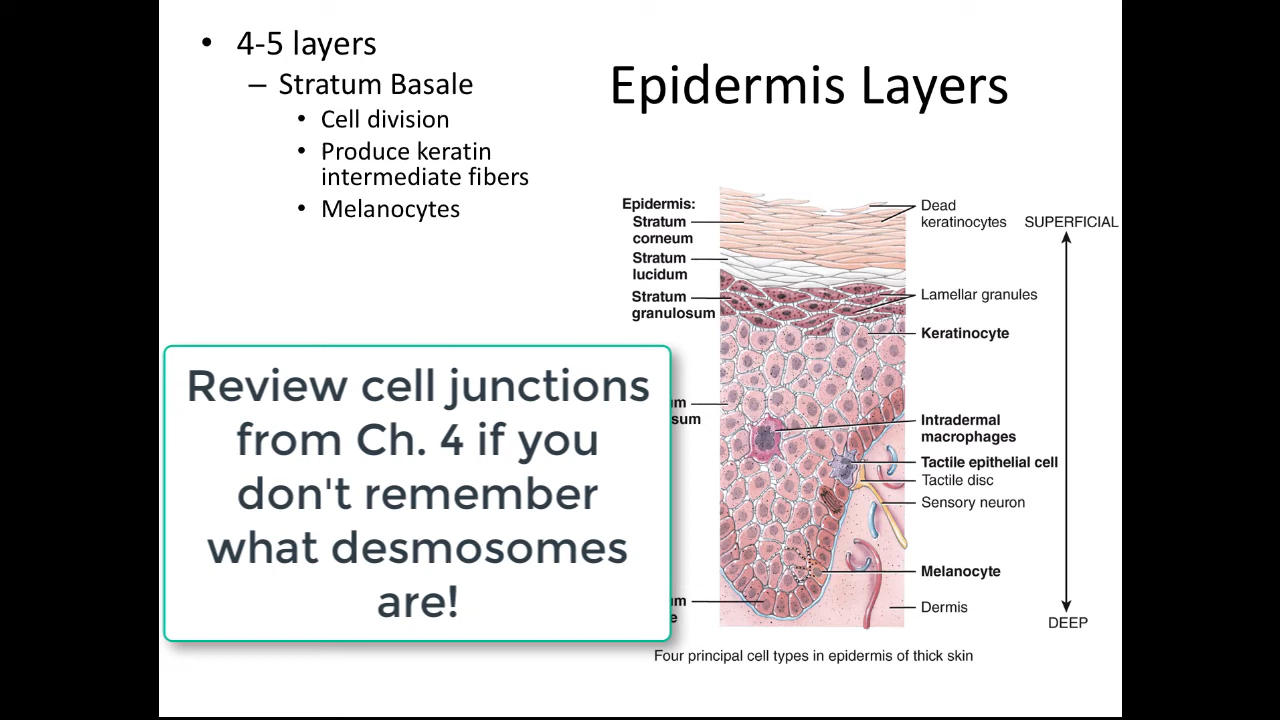 • 4-5 layers
– Stratum Basale
• Cell division
• Produce keratin
intermediate fibers
• Melanocytes
Epidermis Layers
Epidermis:
Stratum
corneum
Stratum
lucidum
Stratum
granulosum
Dead
keratinocytes
SUPERFICIAL
Lamellar granules
Keratinocyte
Intradermal
macrophages
Tactile epithelial cell
Tactile disc
Sensory neuron
Melanocyte
Dermis
DEEP
Review cell junctions
from Ch. 4 if you
don't remember
what desmosomes
are!
Four principal cell types in epidermis of thick skin